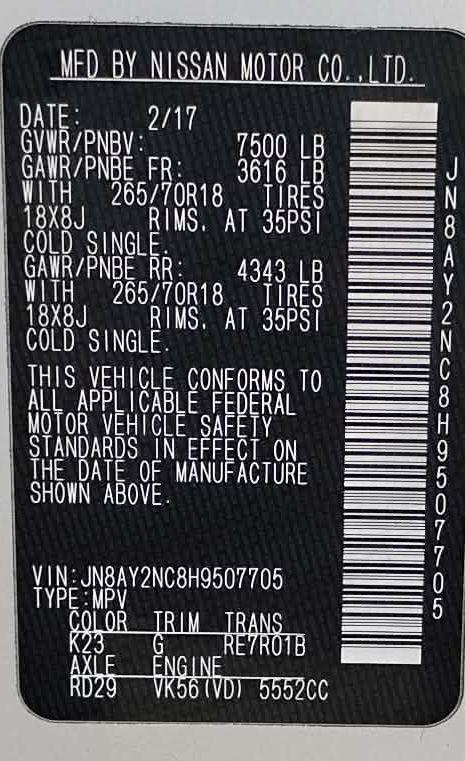 MFD BY NISSAN MOTOR CO.,LTD.
DATE: 2/17
GVWR/PNBV: 7500 LB
GAWR/PNBE FR: 3616 LB
WITH 265/70R18 TIRES
18X8J RIMS. AT 35PSI
COLD SINGLE.
GAWR/PNBE RR: 4343 LB
WITH 265/70R18 TIRES
18X8J RIMS. AT 35PSI
COLD SINGLE.
THIS VEHICLE CONFORMS TO
ALL APPLICABLE FEDERAL
MOTOR VEHICLE SAFETY
STANDARDS IN EFFECT ON
THE DATE OF MANUFACTURE
SHOWN ABOVE.
VIN:JN8AY2NC8H9507705
TYPE:MPV
COLOR TRIM TRANS
K23 G RE7R01B
AXLE ENGINE
RD29 VK56(VD) 5552CC
JN8AY2NC8H9507705